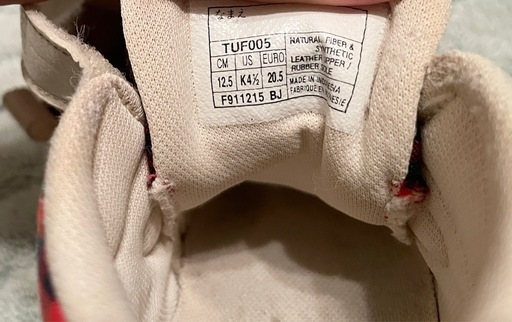 なまえ
TUF005
CM US EURO
12.5 K4½ 20.5
F911215 BJ
NATURAL FIBER &
SYNTHETIC
LEATHER UPPER /
RUBBER SOLE
MADE IN INDONESIA
FABRIQUE EN INDONESIE